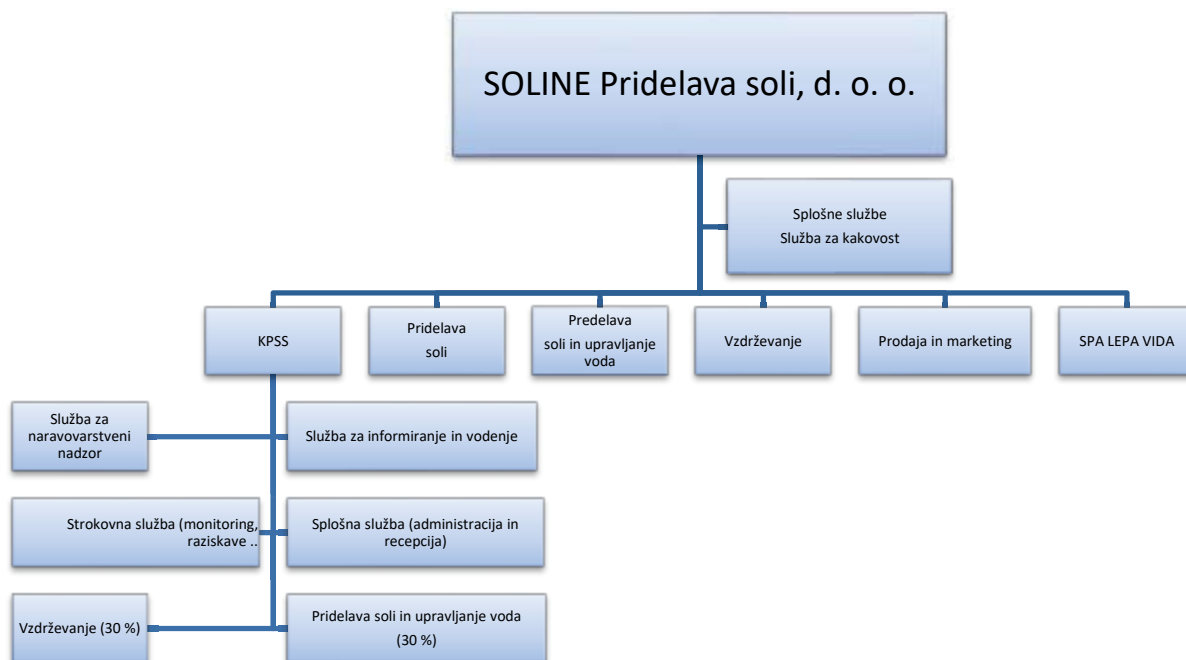 SOLINE Pridelava soli, d. o. o.
Splošne službe
Služba za kakovost
KPSS
Pridelava
soli
Predelava
soli in upravljanje
voda
Vzdrževanje
Prodaja in marketing
SPA LEPA VIDA
Služba za
naravovarstveni
nadzor
Služba za informiranje in vodenje
Strokovna služba (monitoring,
raziskave ..
Splošna služba (administracija in
recepcija)
Vzdrževanje (30 %)
Pridelava soli in upravljanje voda
(30 %)